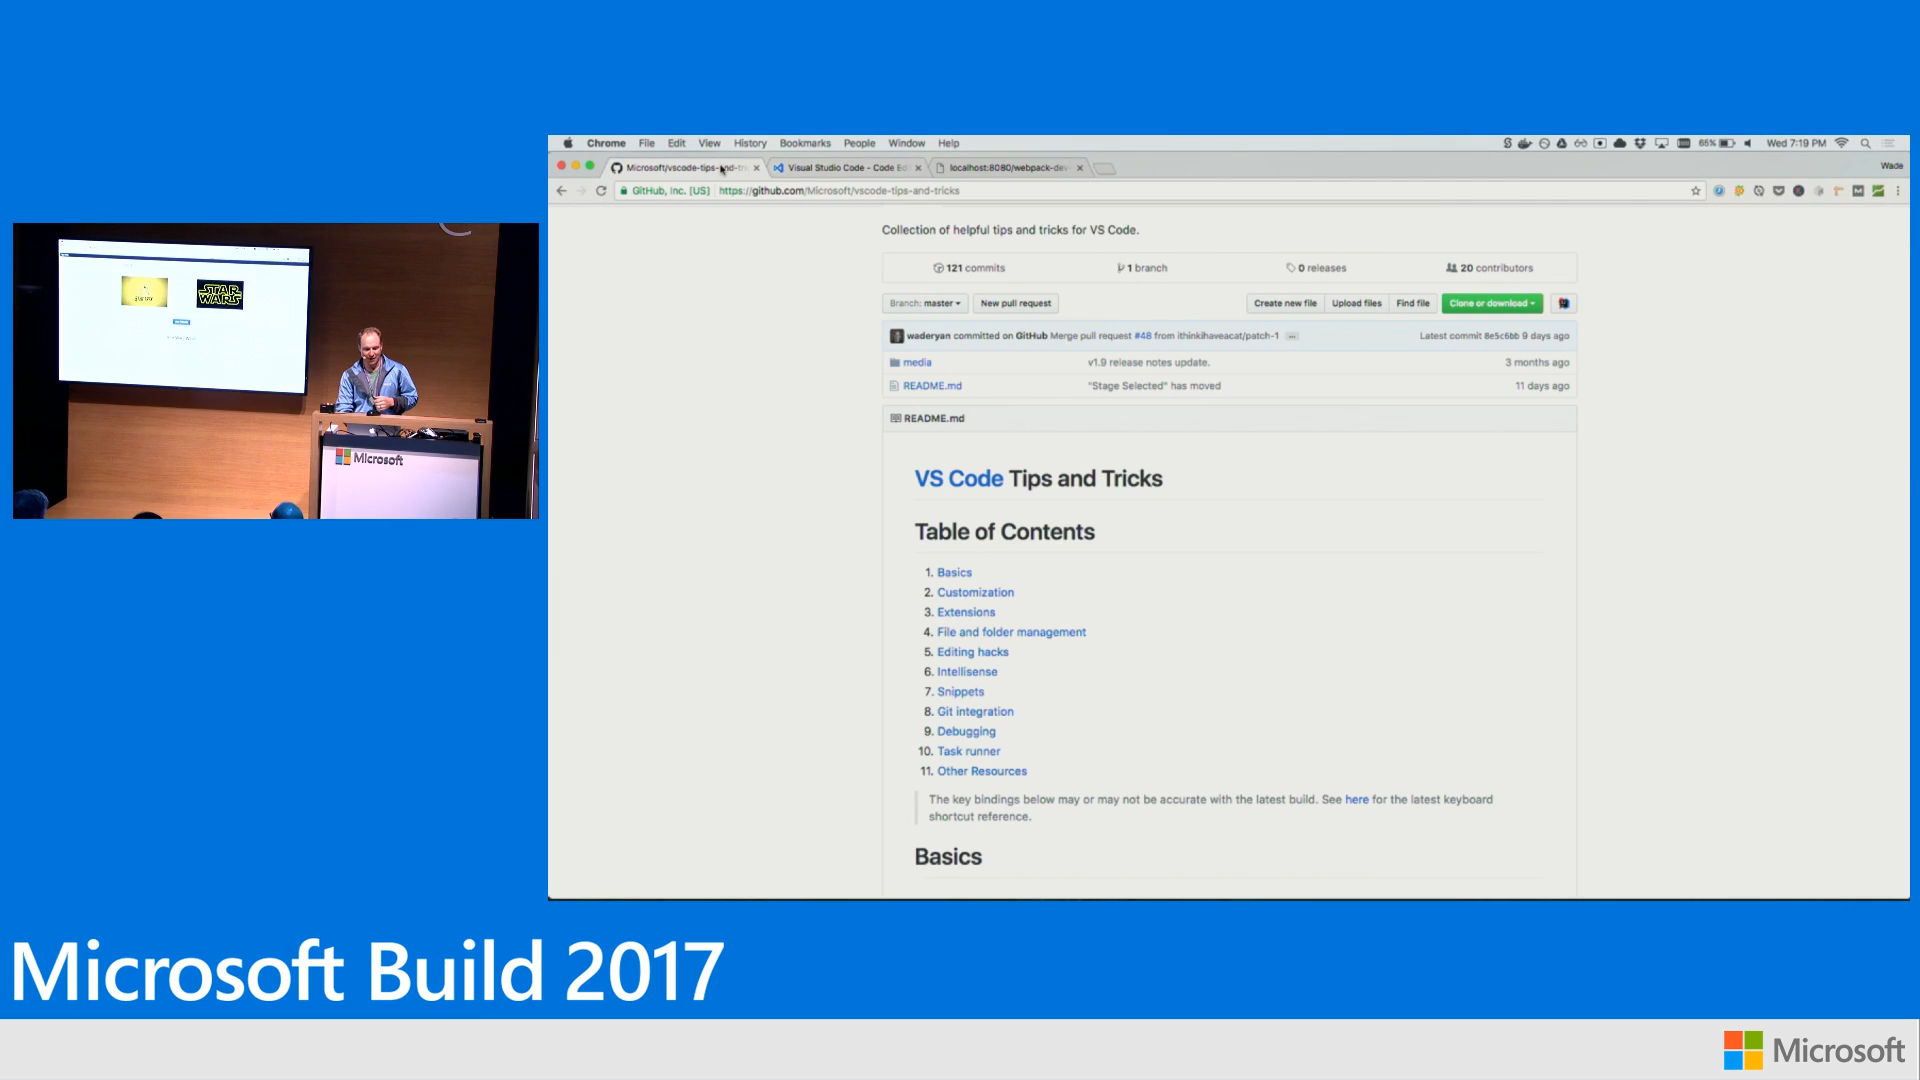 Chrome File Edit View History Bookmarks People Window Help 65% Wed 7:19 PM
Microsoft/vscode-tips-and-tri Visual Studio Code - Code Edi localhost:8080/webpack-dev- Wade
GitHub, Inc. [US] https://github.com/Microsoft/vscode-tips-and-tricks
Collection of helpful tips and tricks for VS Code.
121 commits 1 branch 0 releases 20 contributors
Branch: master New pull request Create new file Upload files Find file Clone or download
waderyan committed on GitHub Merge pull request #48 from ithinkihaveacat/patch-1 ... Latest commit 8e5c6bb 9 days ago
media v1.9 release notes update. 3 months ago
README.md "Stage Selected" has moved 11 days ago
README.md
VS Code Tips and Tricks
Table of Contents
1. Basics
2. Customization
3. Extensions
4. File and folder management
5. Editing hacks
6. Intellisense
7. Snippets
8. Git integration
9. Debugging
10. Task runner
11. Other Resources
The key bindings below may or may not be accurate with the latest build. See here for the latest keyboard
shortcut reference.
Basics
STAR
WARS
Microsoft
Microsoft Build 2017
Microsoft